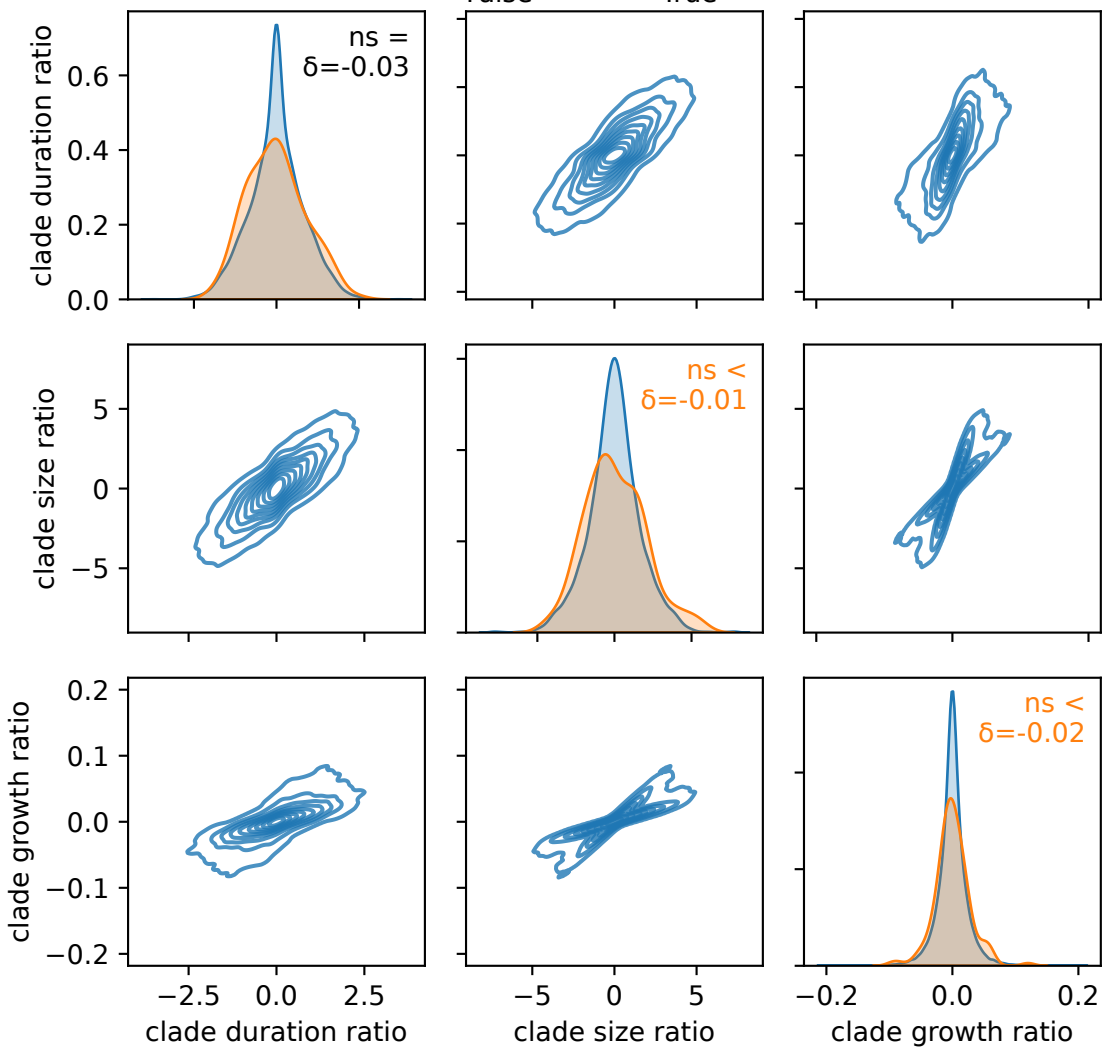 ns =
δ=-0.03
clade duration ratio
0.6
0.4
0.2
0.0
ns <
δ=-0.01
clade size ratio
5
0
−5
ns <
δ=-0.02
clade growth ratio
0.2
0.1
0.0
−0.1
−0.2
−2.5 0.0 2.5
−5 0 5
−0.2 0.0 0.2
clade duration ratio
clade size ratio
clade growth ratio